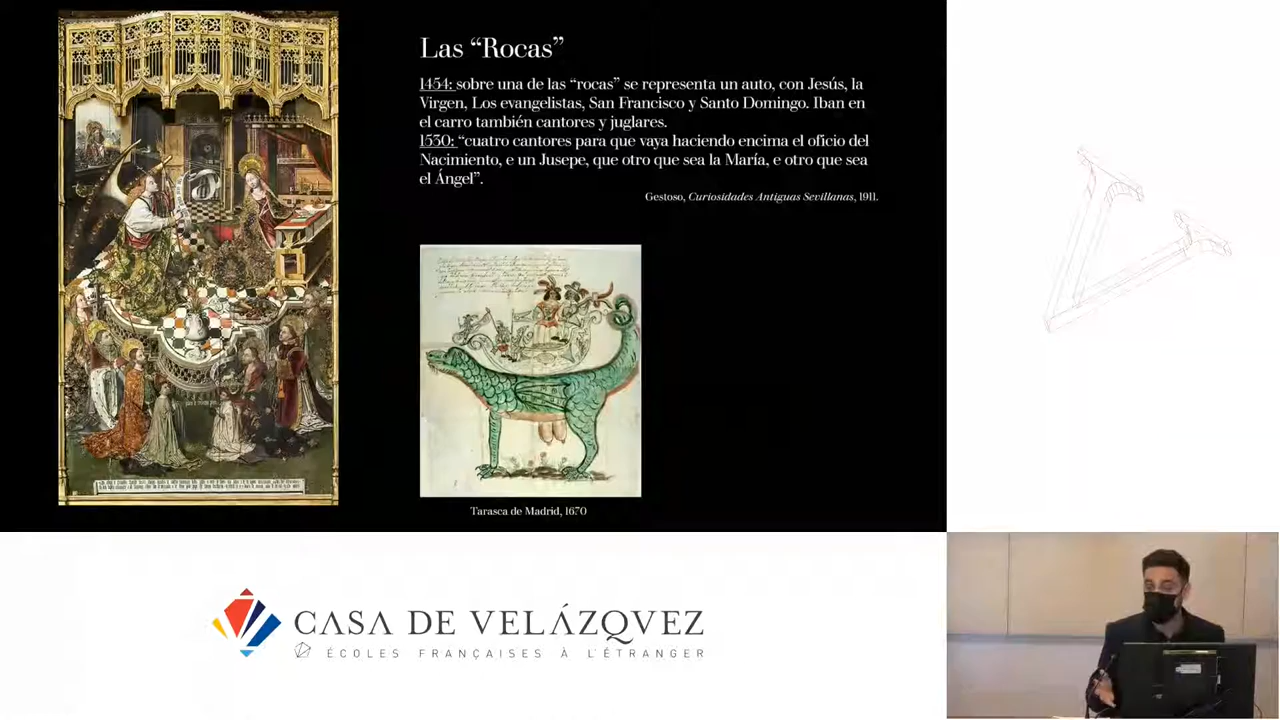 Las “Rocas”
1454: sobre una de las “rocas” se representa un auto, con Jesús, la
Virgen, Los evangelistas, San Francisco y Santo Domingo. Iban en
el carro también cantores y juglares.
1530: “cuatro cantores para que vaya haciendo encima el oficio del
Nacimiento, e un Jusepe, que otro que sea la María, e otro que sea
el Ángel”.
Gestoso, Curiosidades Antiguas Sevillanas, 1911.
Tarasca de Madrid, 1670
CASA DE VELÁZQVEZ
ÉCOLES FRANÇAISES À L'ÉTRANGER